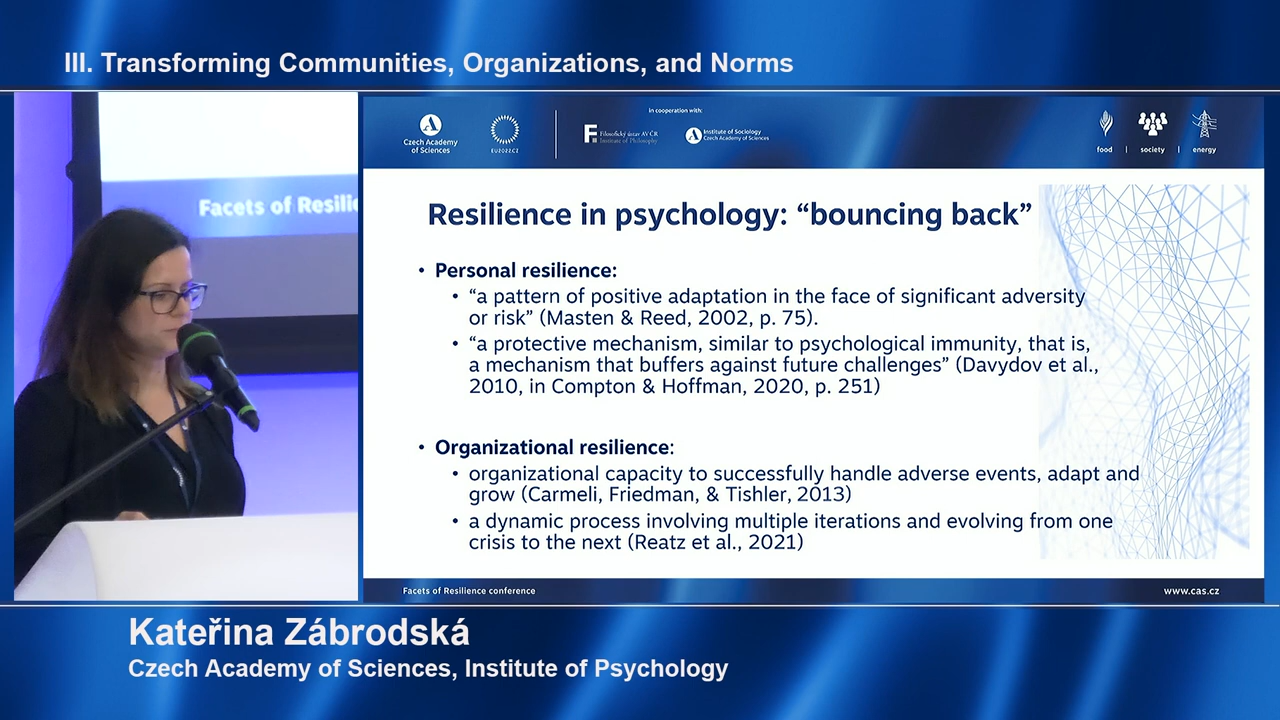 III. Transforming Communities, Organizations, and Norms
Facets of Resilie
Czech Academy
of Sciences
EU2022.CZ
In cooperation with:
Filosofický ústav AV ČR
Institute of Philosophy
Institute of Sociology
Czech Academy of Sciences
food | society | energy
Resilience in psychology: “bouncing back”
• Personal resilience:
• “a pattern of positive adaptation in the face of significant adversity
or risk” (Masten & Reed, 2002, p. 75).
• “a protective mechanism, similar to psychological immunity, that is,
a mechanism that buffers against future challenges” (Davydov et al.,
2010, in Compton & Hoffman, 2020, p. 251)
• Organizational resilience:
• organizational capacity to successfully handle adverse events, adapt and
grow (Carmeli, Friedman, & Tishler, 2013)
• a dynamic process involving multiple iterations and evolving from one
crisis to the next (Reatz et al., 2021)
Facets of Resilience conference
www.cas.cz
Kateřina Zábrodská
Czech Academy of Sciences, Institute of Psychology